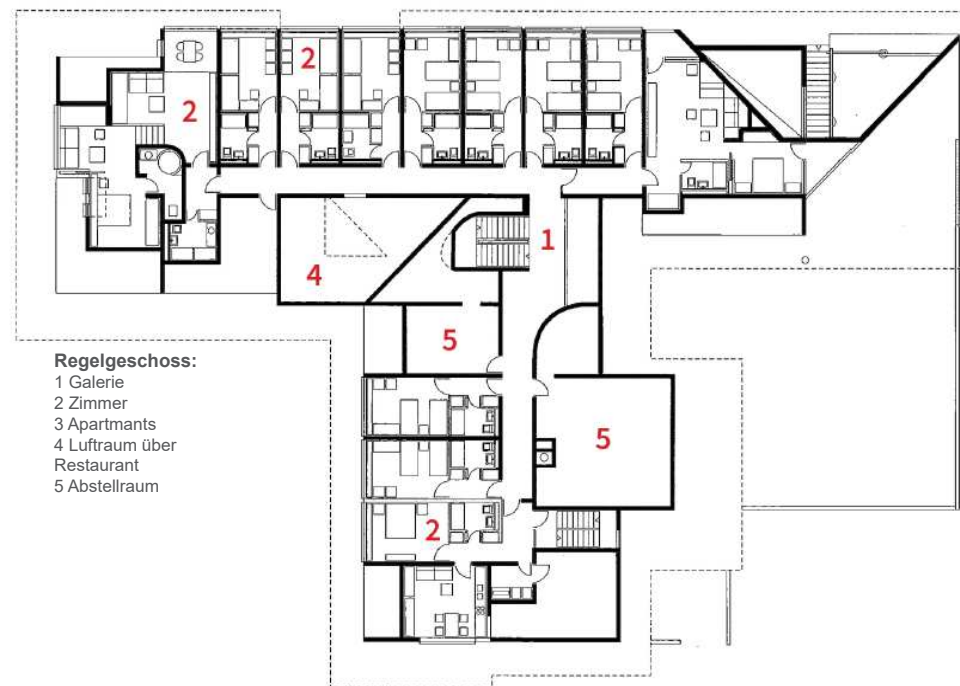 2
2
1
4
5
Regelgeschoss:
1 Galerie
2 Zimmer
3 Apartmants
4 Luftraum über
Restaurant
5 Abstellraum
5
2